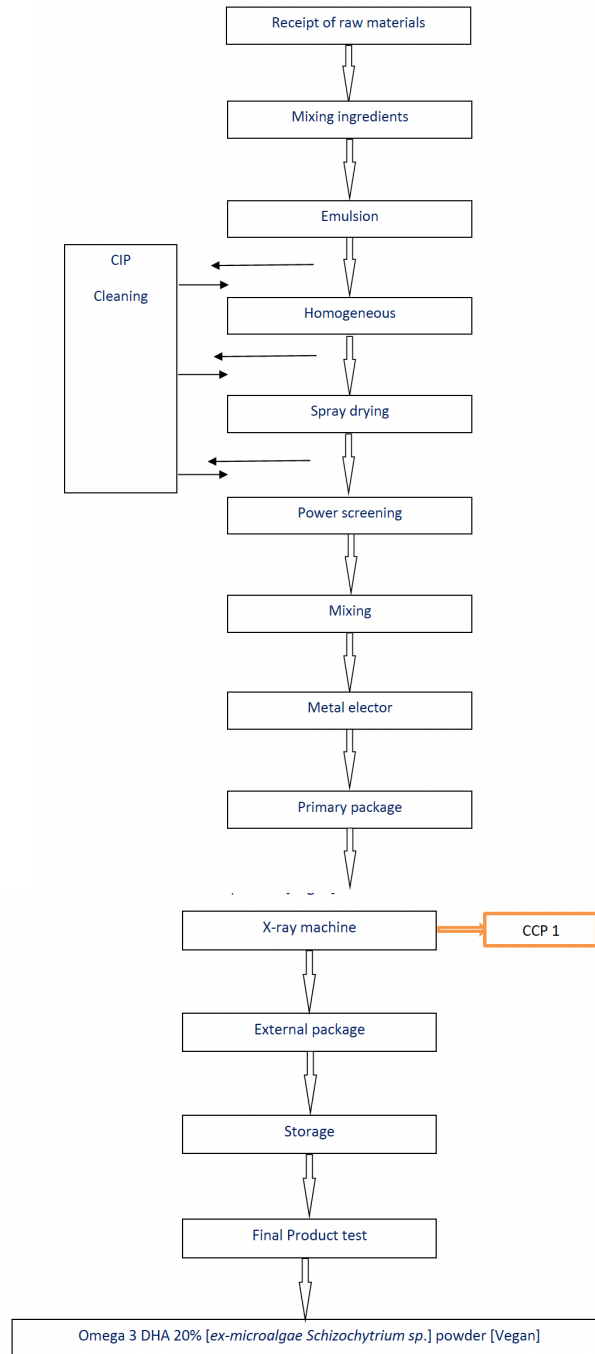 Receipt of raw materials
Mixing ingredients
Emulsion
CIP
Cleaning
Homogeneous
Spray drying
Power screening
Mixing
Metal elector
Primary package
X-ray machine
CCP 1
External package
Storage
Final Product test
Omega 3 DHA 20% [ex-microalgae Schizochytrium sp.] powder [Vegan]